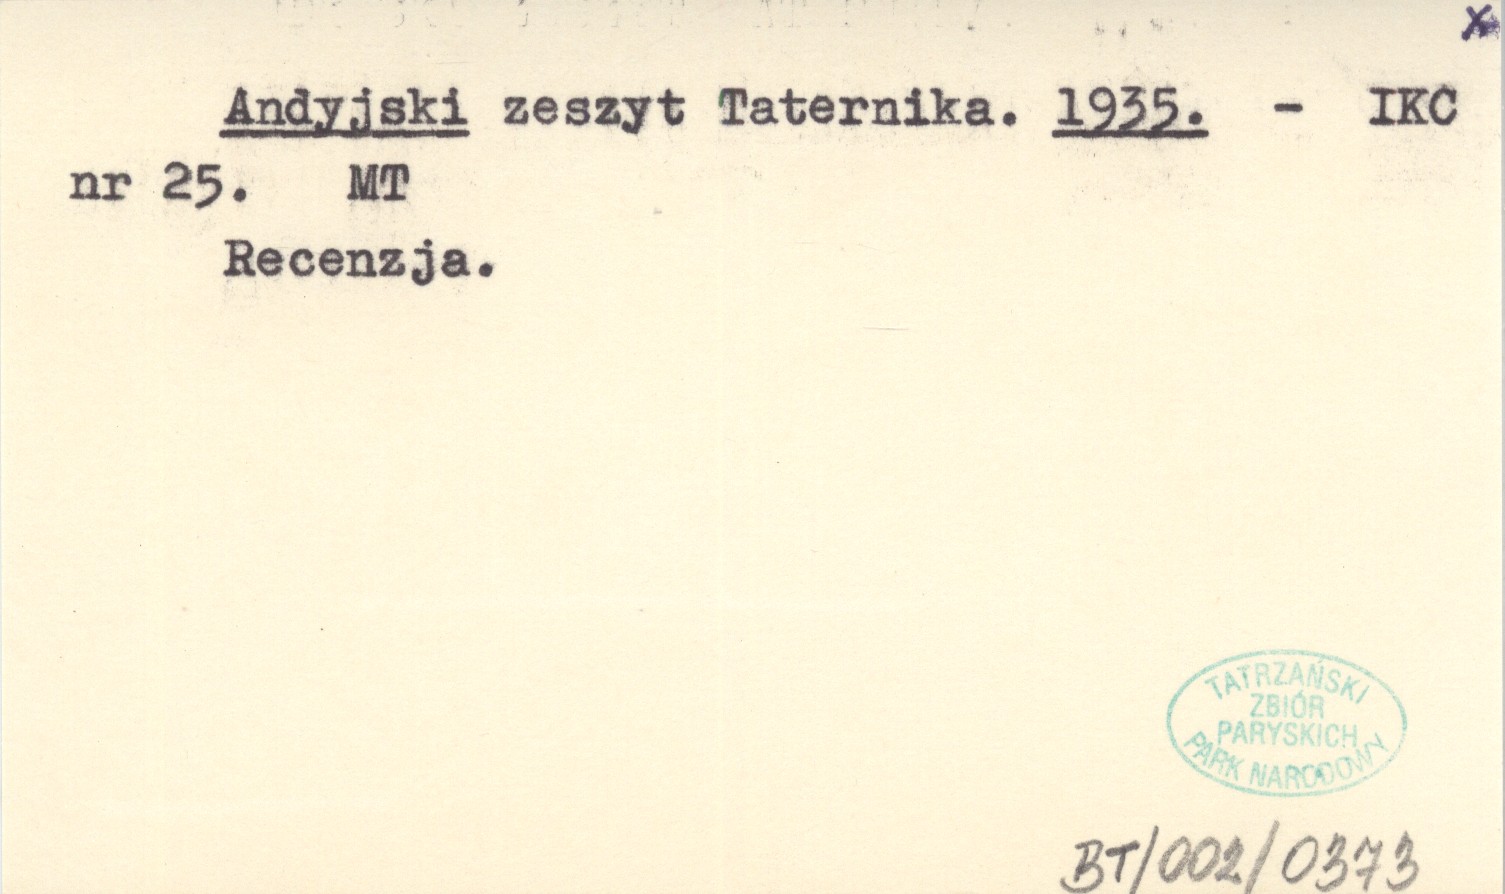 x
Andyjski zeszyt Taternika. 1935. - IKC
nr 25. MT
Recenzja.
TATRZAŃSKI
ZBIÓR
PARYSKICH
PARK NARODOWY
BT/002/0373